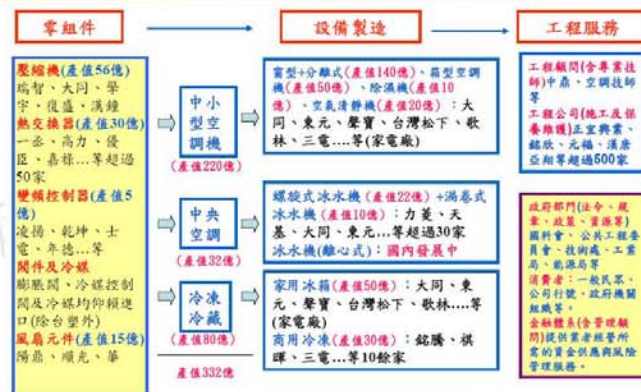 零組件
設備製造
工程服務
壓縮機(產值56億)
瑞智、大同、學
宇、復盛、漢鐘
熱交換器(產值30億)
一丞、高力、優
臣、嘉樣...等超過
50家
變頻控制器(產值5
億)
凌揚、乾坤、士
電、年德...等
閥件及冷媒
膨脹閥、冷媒控制
閥及冷媒均仰賴進
口(除台塑外)
風扇元件(產值15億)
陽鼎、順光、華
中小
型空
調機
(產值220億)
中央
空調
(產值32億)
冷凍
冷藏
(產值80億)
產值332億
窗型+分離式(產值140億)、箱型空調
機(產值50億)、除濕機(產值10
億)、空氣清靜機(產值20億)：大
同、東元、聲寶、台灣松下、歌
林、三電....等(家電廠)
螺旋式冰水機(產值22億)+渦卷式
冰水機(產值10億)：力菱、天
基、大同、東元...等超過30家
冰水機(離心式)：國內發展中
家用冰箱(產值50億)：大同、東
元、聲寶、台灣松下、歌林....等
(家電廠)
商用冷凍(產值30億)：銘騰、祺
暉、三電...等10餘家
工程顧問(含專業技
師)中鼎、空調技師
等
工程公司(施工及保
養維護)正宜興業、
銘欣、元福、漢唐
亞翔等超過500家
政府部門(法令、規
章、政策、資源等)
國科會、公共工程委
員會、技術處、工業
局、能源局等
消費者：一般民眾、
公司行號、政府機關
組織等。
金融體系(含管理顧
問)提供業者經營所
需的資金供應與風險
管理服務。